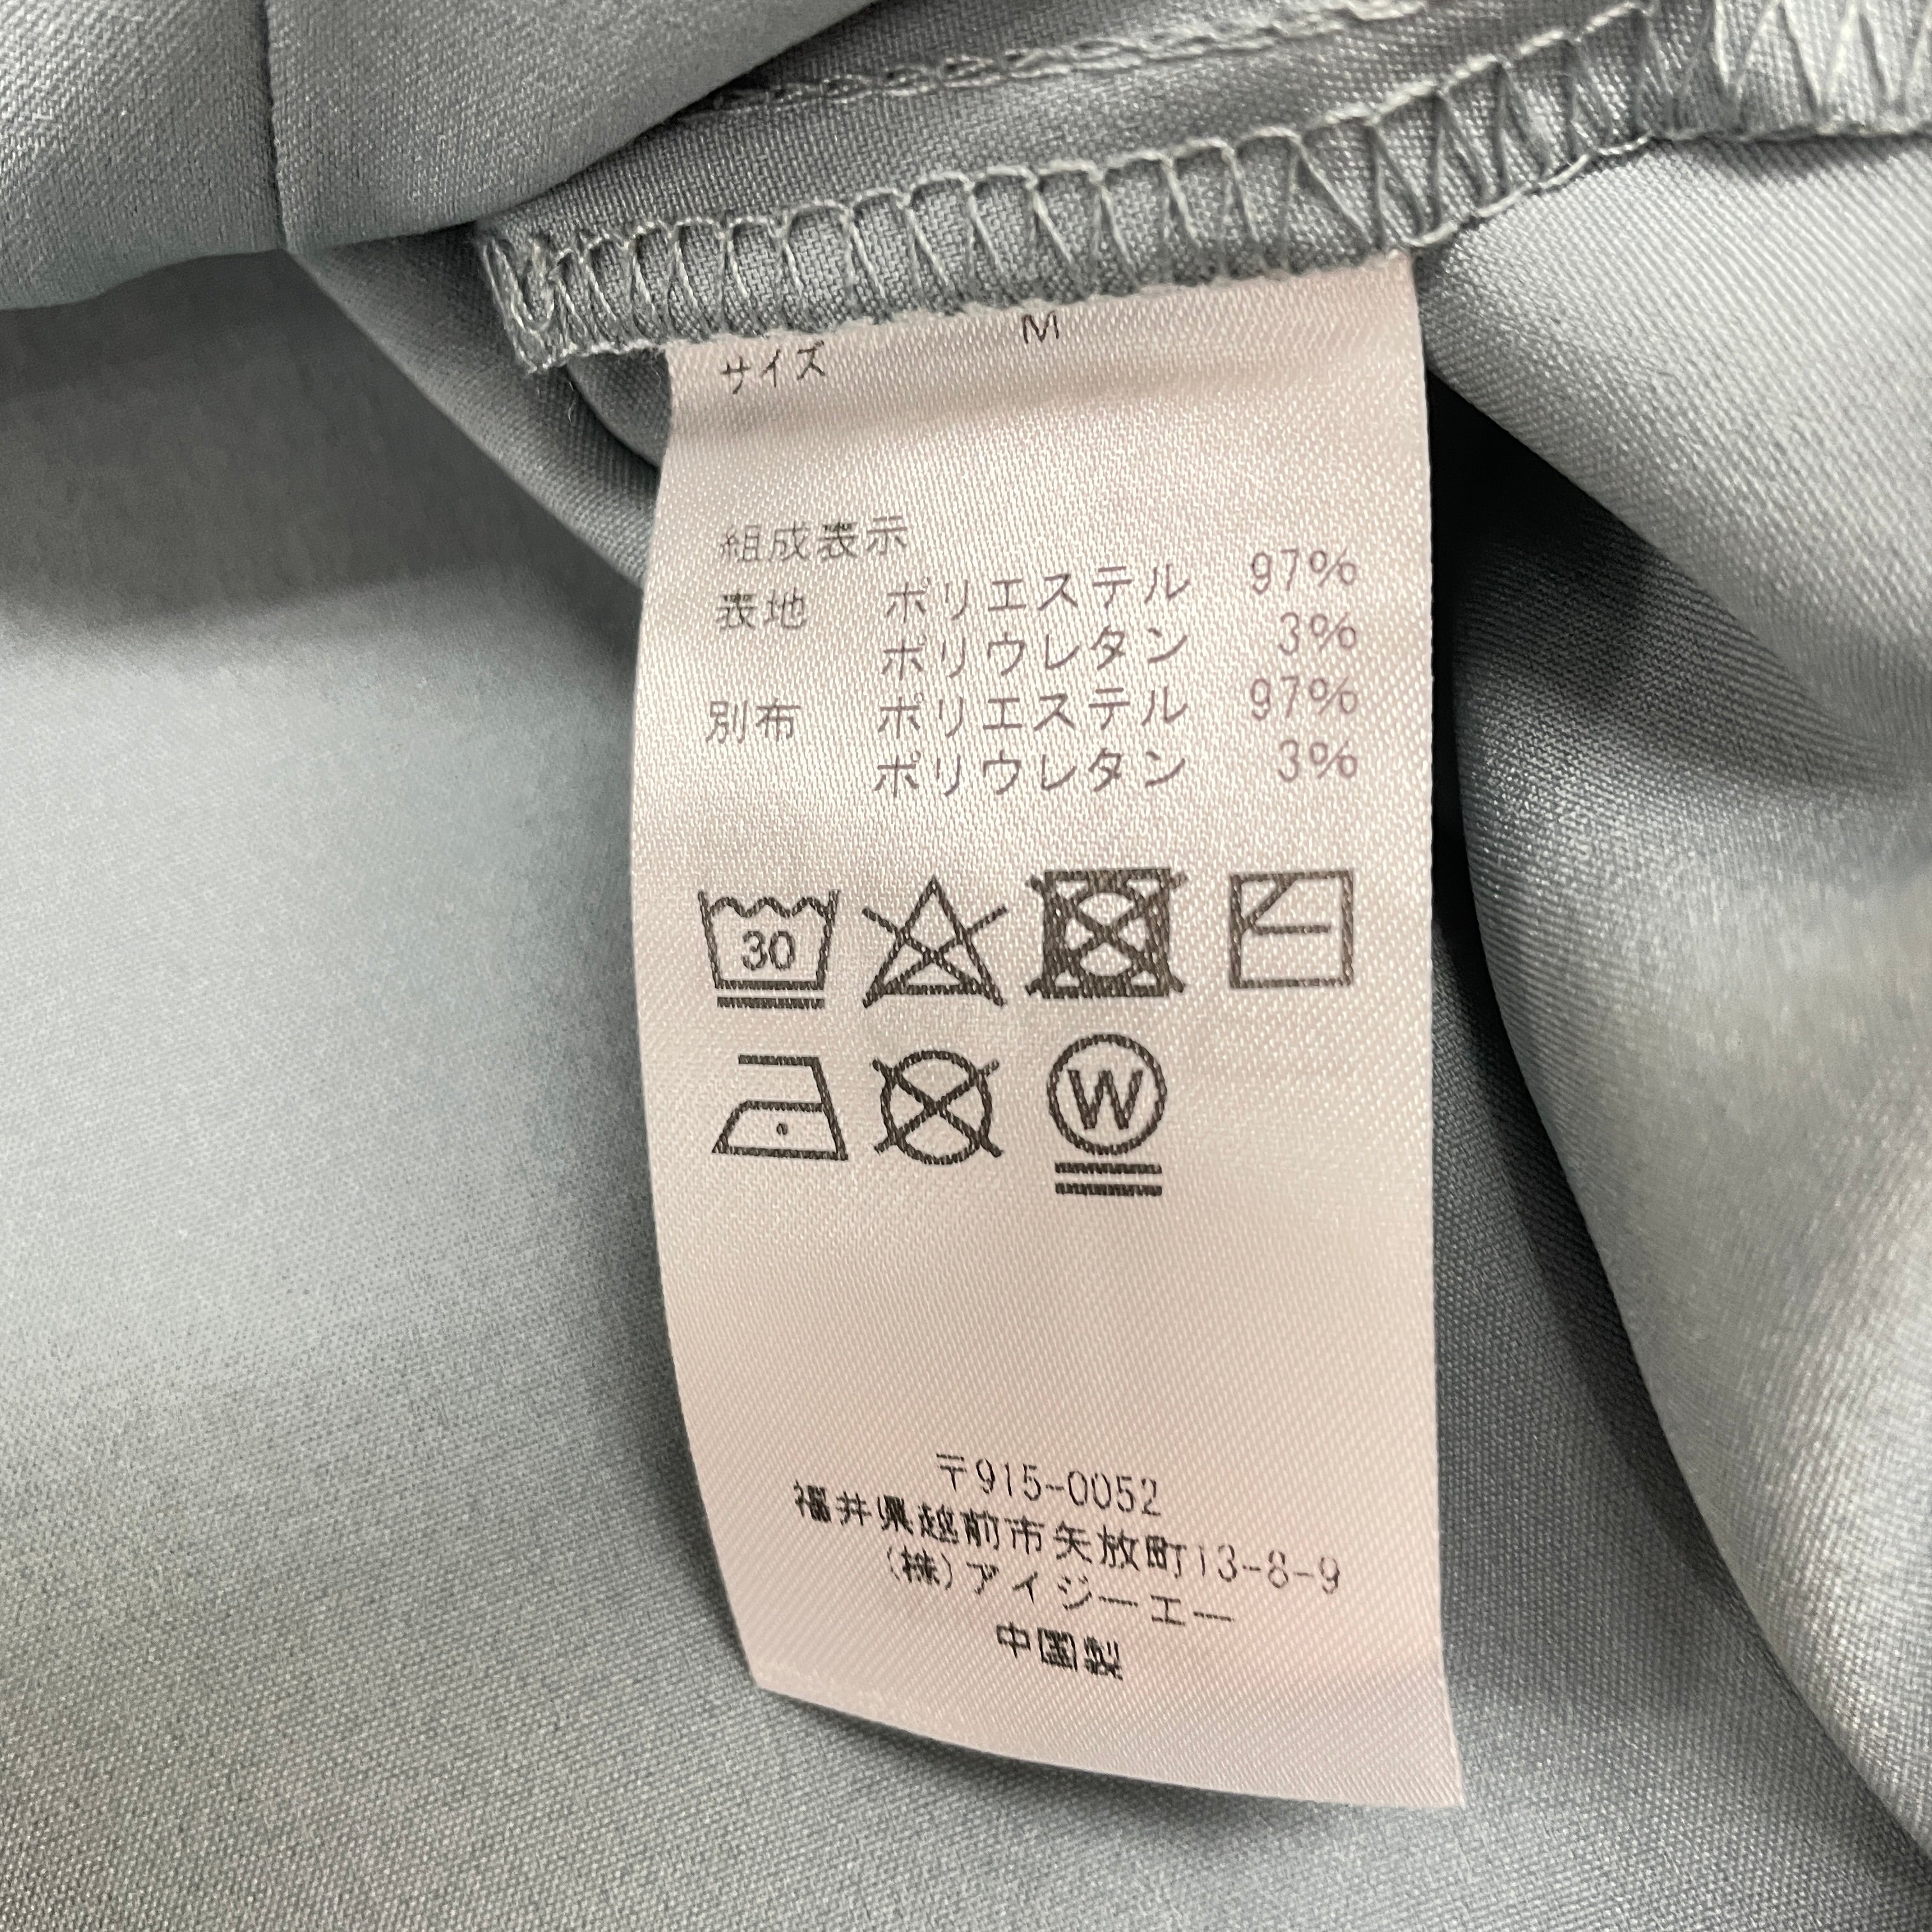 サイズ M
組成表示
表地 ポリエステル 97%
ポリウレタン 3%
別布 ポリエステル 97%
ポリウレタン 3%
30
W
〒915-0052
福井県越前市矢放町13-8-9
(株)アイジーエー
中国製